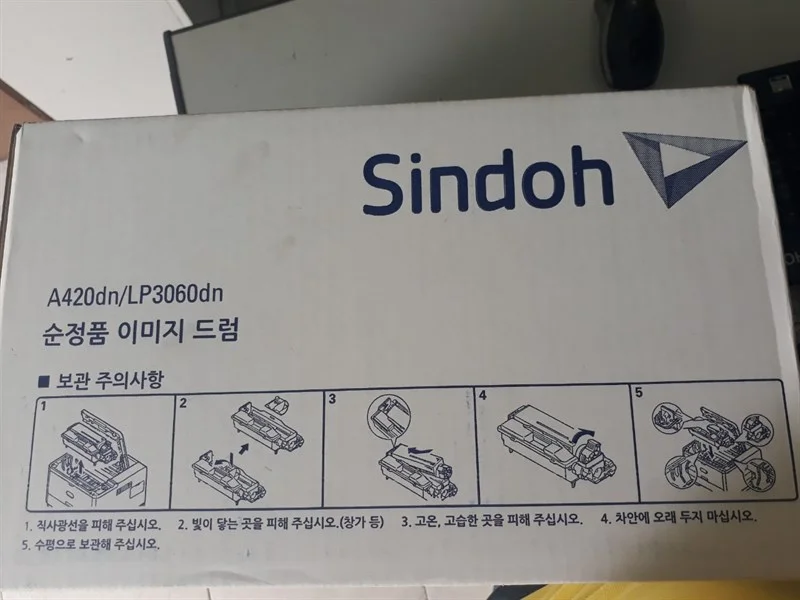 Sindoh
A420dn/LP3060dn
순정품 이미지 드럼
■ 보관 주의사항
1 2 3 4 5
1. 직사광선을 피해 주십시오. 2. 빛이 닿는 곳을 피해 주십시오.(창가 등) 3. 고온, 고습한 곳을 피해 주십시오. 4. 차안에 오래 두지 마십시오.
5. 수평으로 보관해 주십시오.